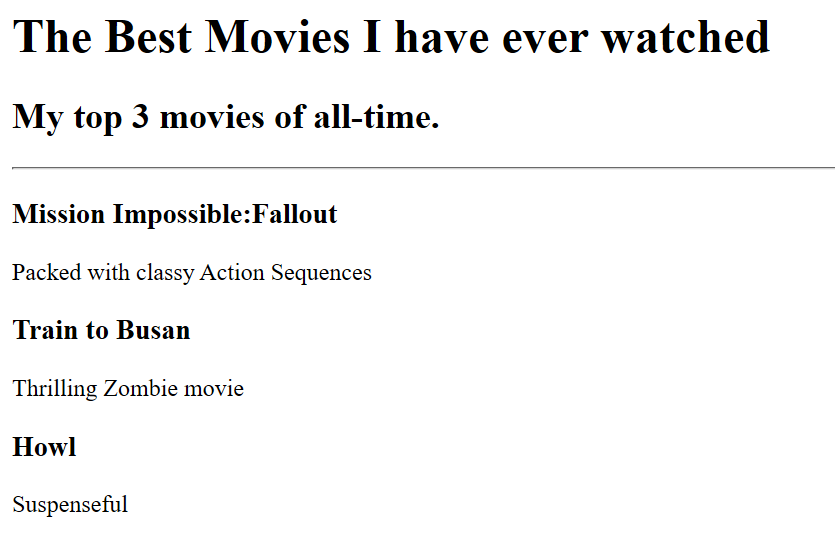 The Best Movies I have ever watched
My top 3 movies of all-time.
Mission Impossible:Fallout
Packed with classy Action Sequences
Train to Busan
Thrilling Zombie movie
Howl
Suspenseful